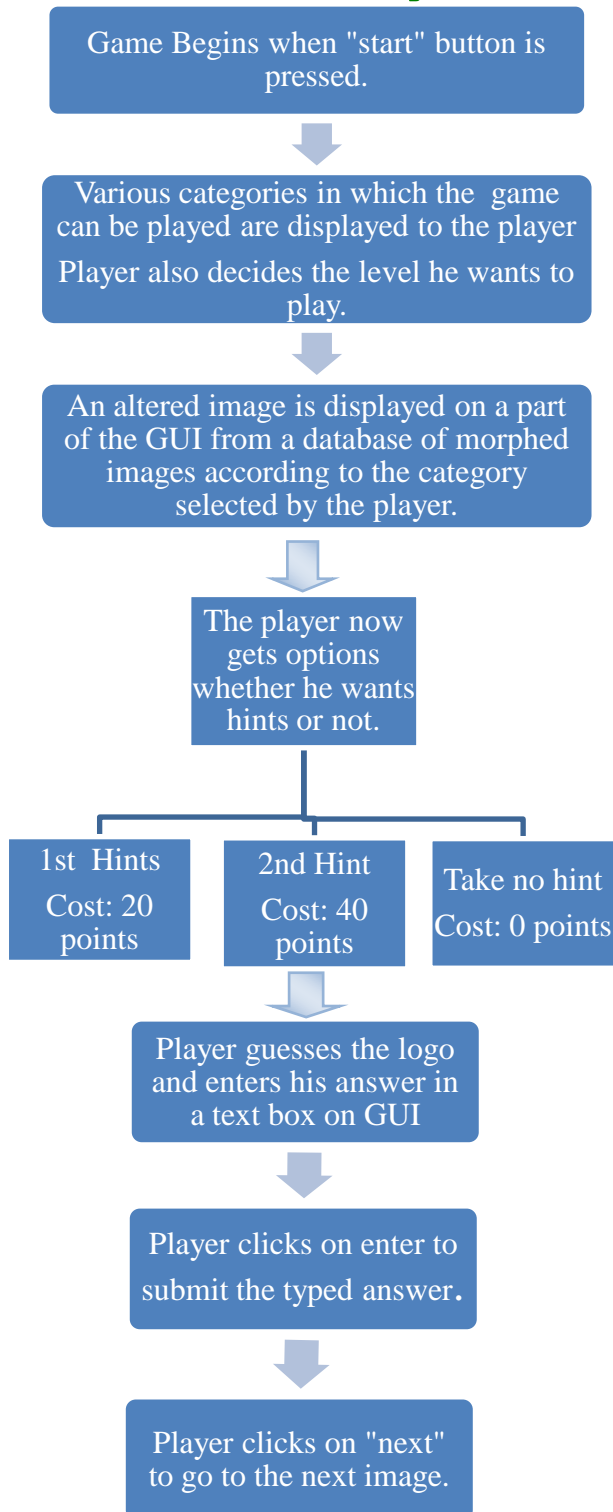 Game Begins when "start" button is
pressed.
Various categories in which the game
can be played are displayed to the player
Player also decides the level he wants to
play.
An altered image is displayed on a part
of the GUI from a database of morphed
images according to the category
selected by the player.
The player now
gets options
whether he wants
hints or not.
1st Hints
Cost: 20
points
2nd Hint
Cost: 40
points
Take no hint
Cost: 0 points
Player guesses the logo
and enters his answer in
a text box on GUI
Player clicks on enter to
submit the typed answer.
Player clicks on "next"
to go to the next image.